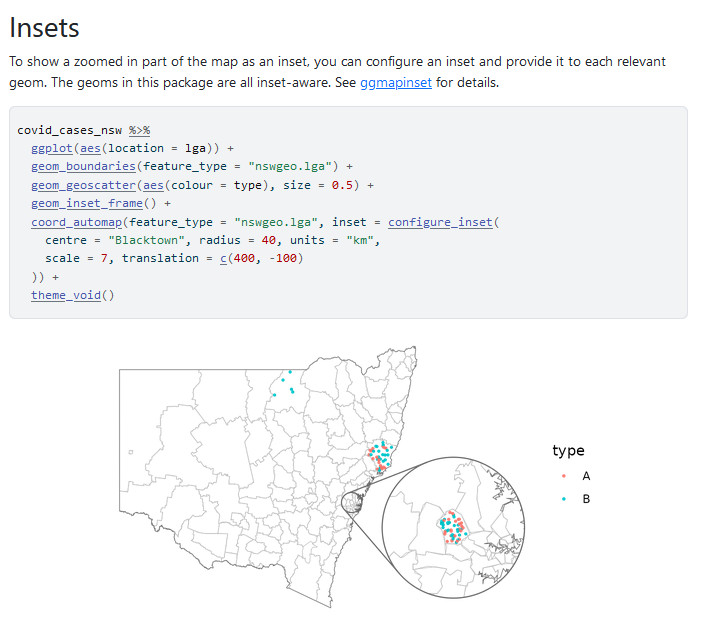 Insets
To show a zoomed in part of the map as an inset, you can configure an inset and provide it to each relevant
geom. The geoms in this package are all inset-aware. See ggmapinset for details.
covid_cases_nsw %>%
  ggplot(aes(location = lga)) +
  geom_boundaries(feature_type = "nswgeo.lga") +
  geom_geoscatter(aes(colour = type), size = 0.5) +
  geom_inset_frame() +
  coord_automap(feature_type = "nswgeo.lga", inset = configure_inset(
    centre = "Blacktown", radius = 40, units = "km",
    scale = 7, translation = c(400, -100)
  )) +
  theme_void()
type
A
B